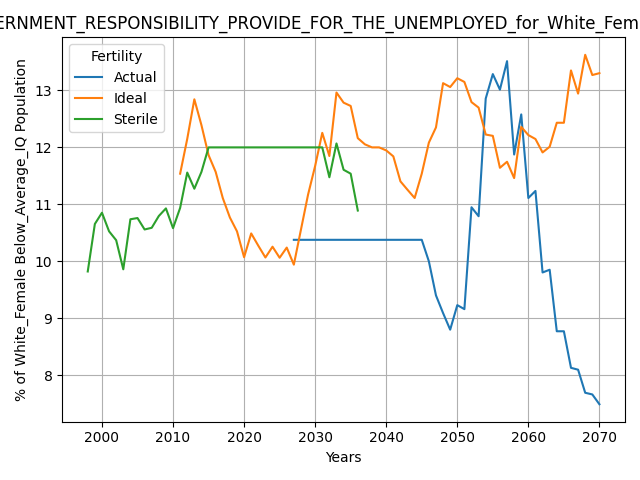 ERNMENT_RESPONSIBILITY_PROVIDE_FOR_THE_UNEMPLOYED_for_White_Fem
Fertility
Actual
Ideal
Sterile
% of White_Female Below_Average_IQ Population
13
12
11
10
9
8
2000 2010 2020 2030 2040 2050 2060 2070
Years